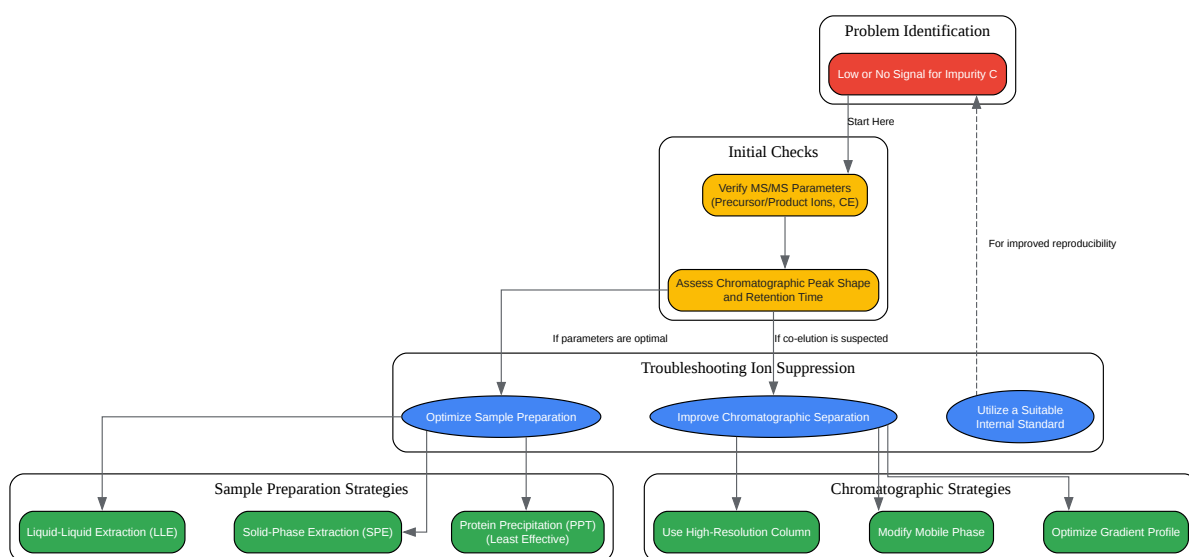 Problem Identification
Low or No Signal for Impurity C
Start Here
Initial Checks
Verify MS/MS Parameters
(Precursor/Product Ions, CE)
For improved reproducibility
Assess Chromatographic Peak Shape
and Retention Time
If parameters are optimal
If co-elution is suspected
Troubleshooting Ion Suppression
Optimize Sample Preparation
Improve Chromatographic Separation
Utilize a Suitable
Internal Standard
Sample Preparation Strategies
Liquid-Liquid Extraction (LLE)
Solid-Phase Extraction (SPE)
Protein Precipitation (PPT)
(Least Effective)
Chromatographic Strategies
Use High-Resolution Column
Modify Mobile Phase
Optimize Gradient Profile